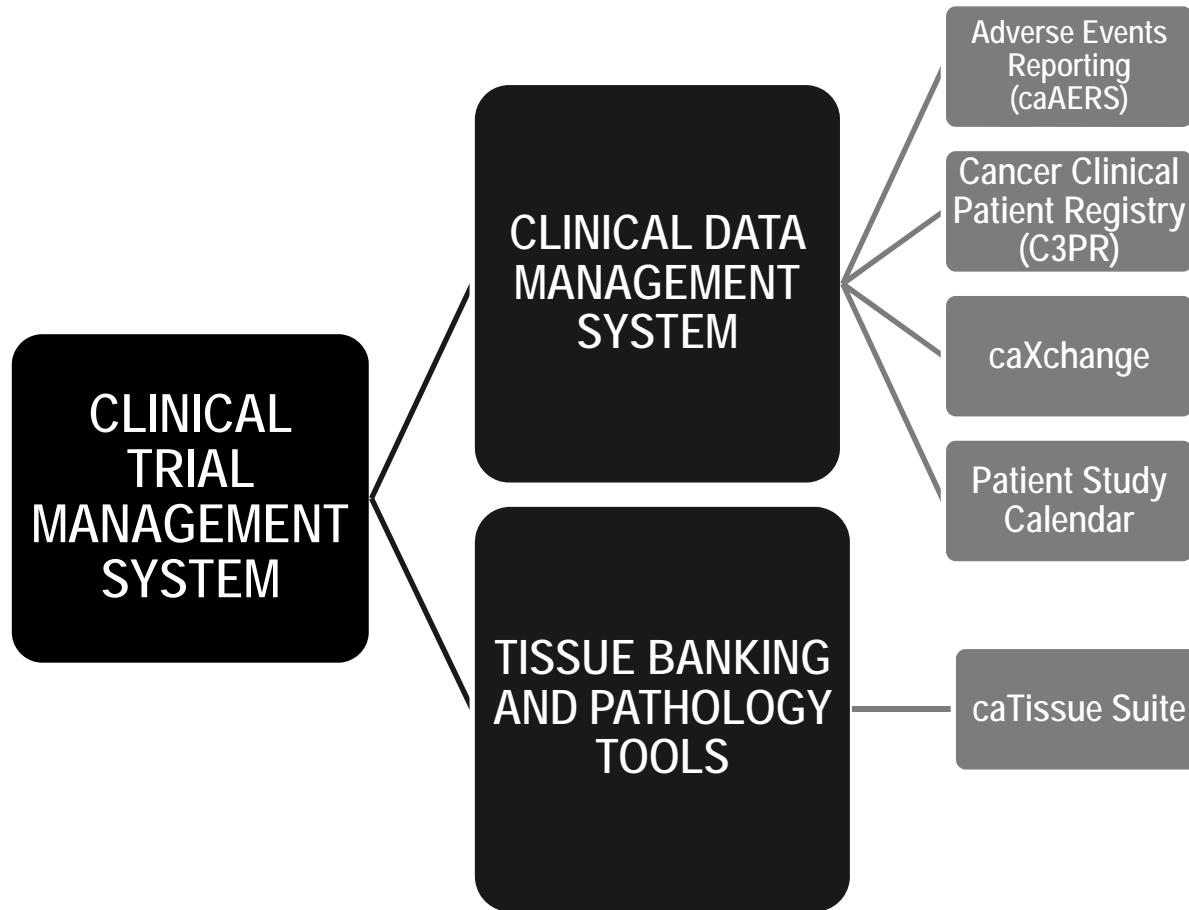 CLINICAL
TRIAL
MANAGEMENT
SYSTEM
CLINICAL DATA
MANAGEMENT
SYSTEM
TISSUE BANKING
AND PATHOLOGY
TOOLS
Adverse Events
Reporting
(caAERS)
Cancer Clinical
Patient Registry
(C3PR)
caXchange
Patient Study
Calendar
caTissue Suite